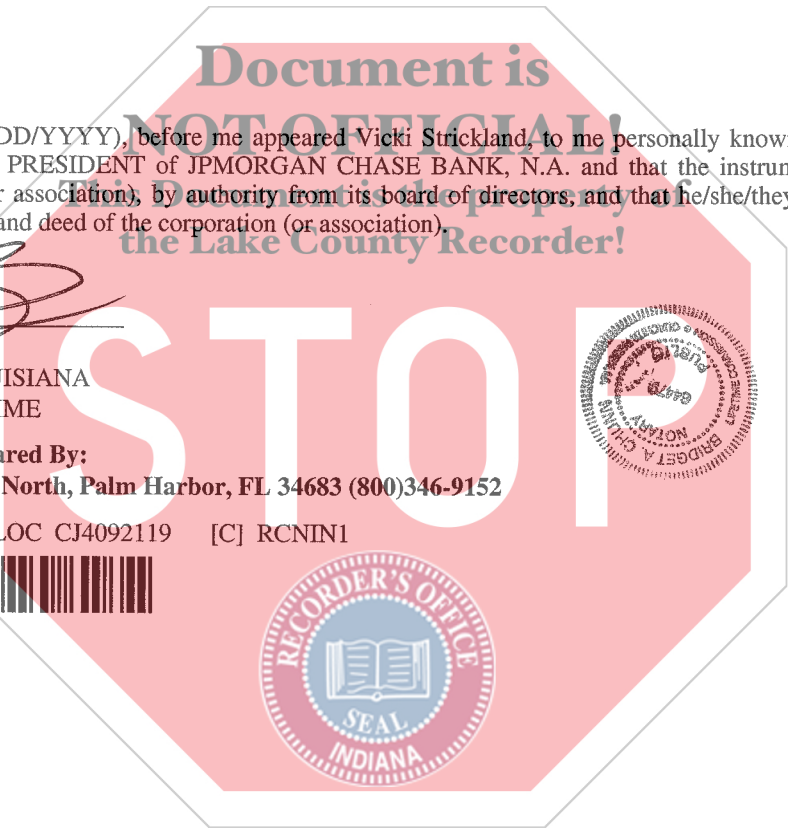 Document is
NOT OFFICIAL!
DD/YYYY), before me appeared Vicki Strickland, to me personally know
PRESIDENT of JPMORGAN CHASE BANK, N.A. and that the instrum
This Document is the property of
r association), by authority from its board of directors, and that he/she/they
and deed of the corporation (or association).
the Lake County Recorder!
STOP
UISIANA
IME
BRIDGET A.
NOTARY
64479
PUBLIC
LIFETIME COMMISSION
ared By:
North, Palm Harbor, FL 34683 (800)346-9152
LOC CJ4092119 [C] RCNIN1
RECORDER'S OFFICE
SEAL
INDIANA